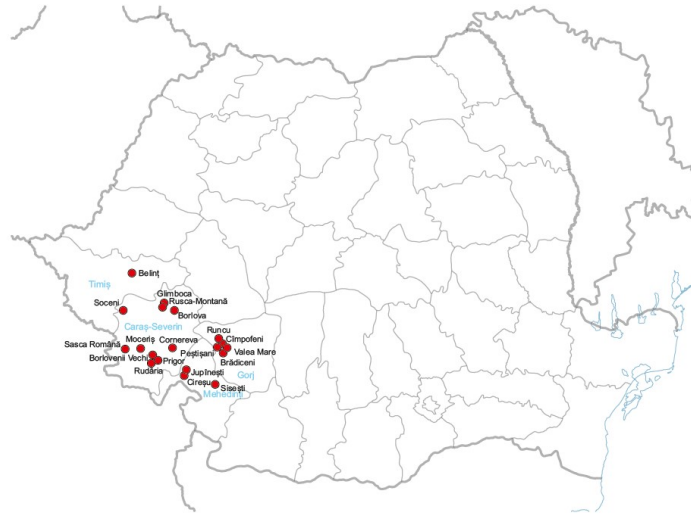 Belinț
Timiș
Glimboca
Rusca-Montană
Soceni
Borlova
Caraș-Severin
Runcu
Moceriș
Cornereva
Cîmpofeni
Sasca Română
Peștișani
Valea Mare
Borlovenii Vechi
Prigor
Brădiceni
Rudăria
Jupînești
Gorj
Cireșu
Sisești
Mehedinți